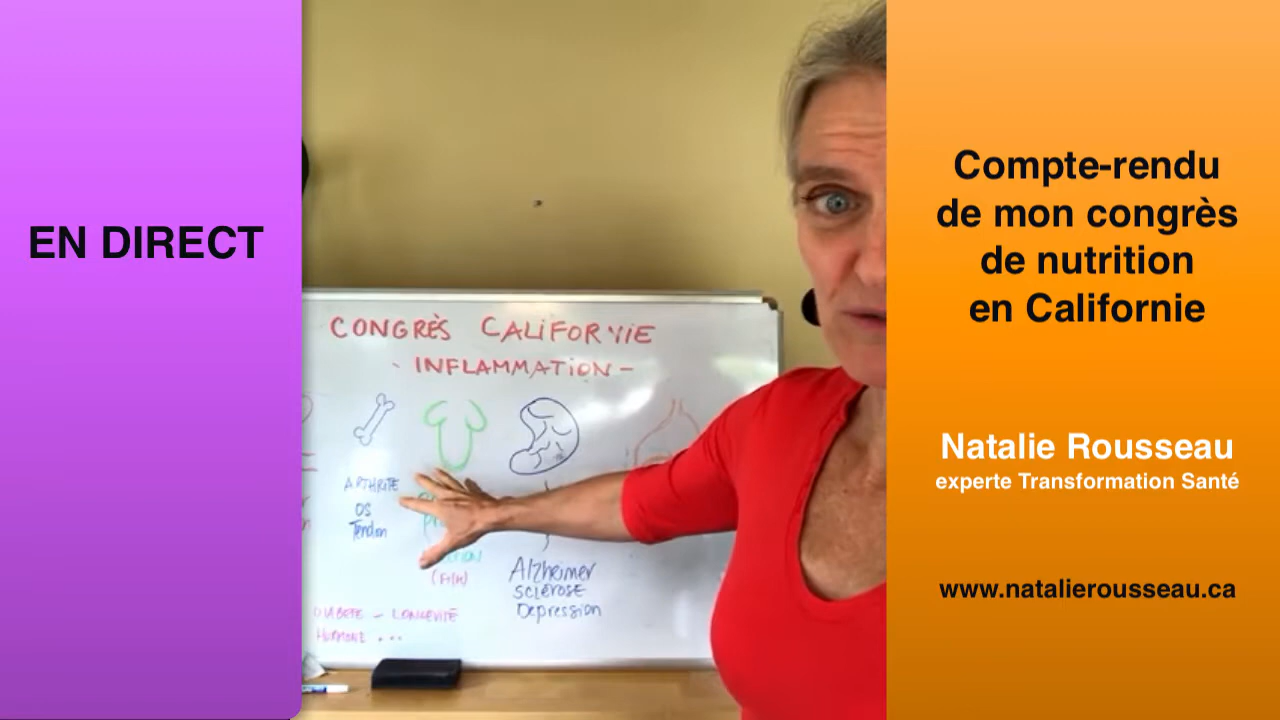 EN DIRECT
CONGRÈS CALIFORNIE
- INFLAMMATION -
ARTHRITE
OS
Tendon
(F+H)
Alzheimer
SCLÉROSE
Depression
DIABETE - LONGEVITÉ
HORMONE + ...
Compte-rendu
de mon congrès
de nutrition
en Californie
Natalie Rousseau
experte Transformation Santé
www.natalierousseau.ca